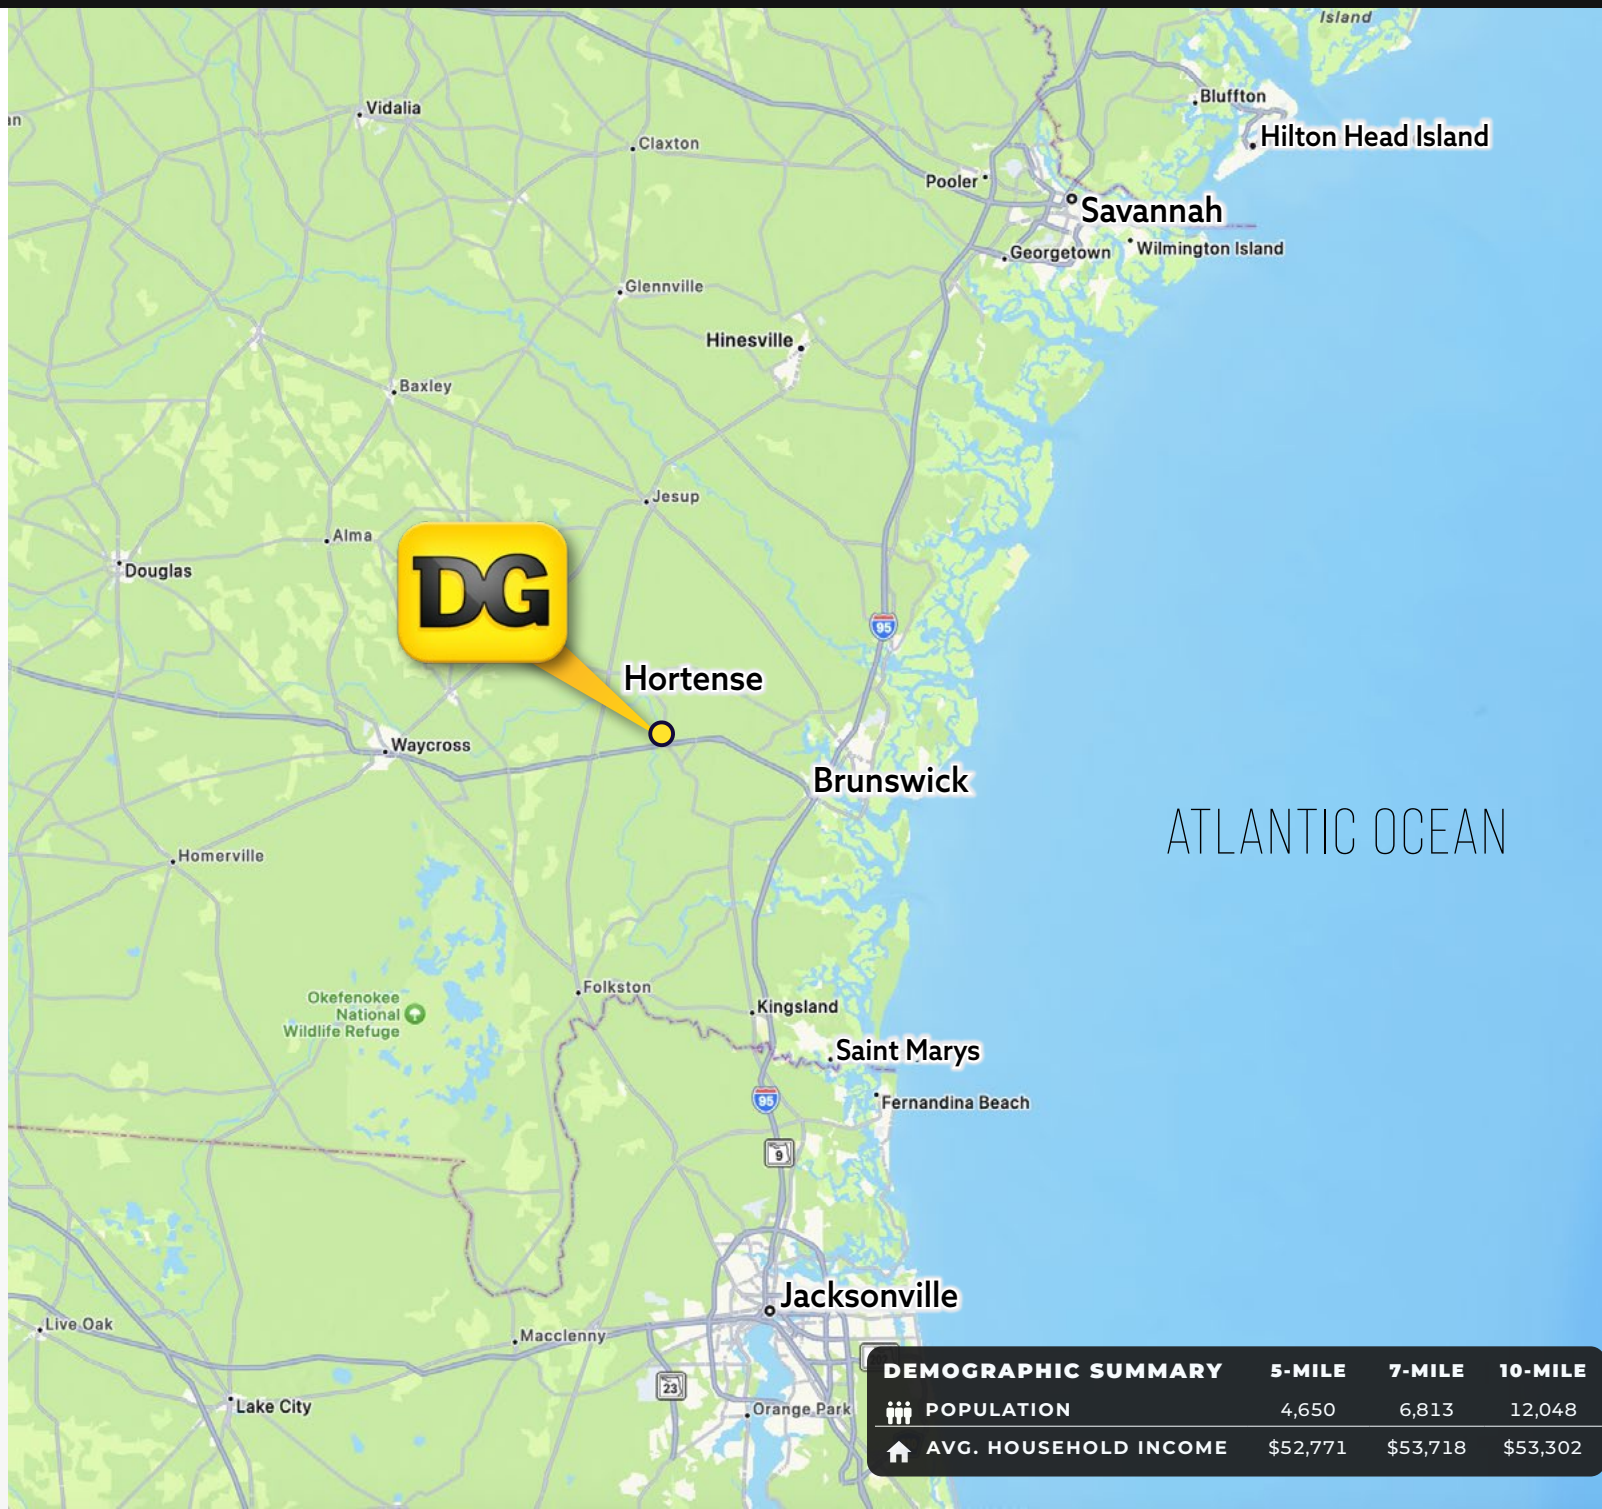 Island
Bluffton
Hilton Head Island
Vidalia
Claxton
Pooler
Savannah
Georgetown
Wilmington Island
Glennville
Hinesville
Baxley
Jesup
Alma
Douglas
DG
95
Hortense
Waycross
Brunswick
ATLANTIC OCEAN
Homerville
Okefenokee
National
Wildlife Refuge
Folkston
Kingsland
Saint Marys
95
Fernandina Beach
9
Jacksonville
Live Oak
Macclenny
23
Lake City
Orange Park
DEMOGRAPHIC SUMMARY 5-MILE 7-MILE 10-MILE
POPULATION 4,650 6,813 12,048
AVG. HOUSEHOLD INCOME $52,771 $53,718 $53,302